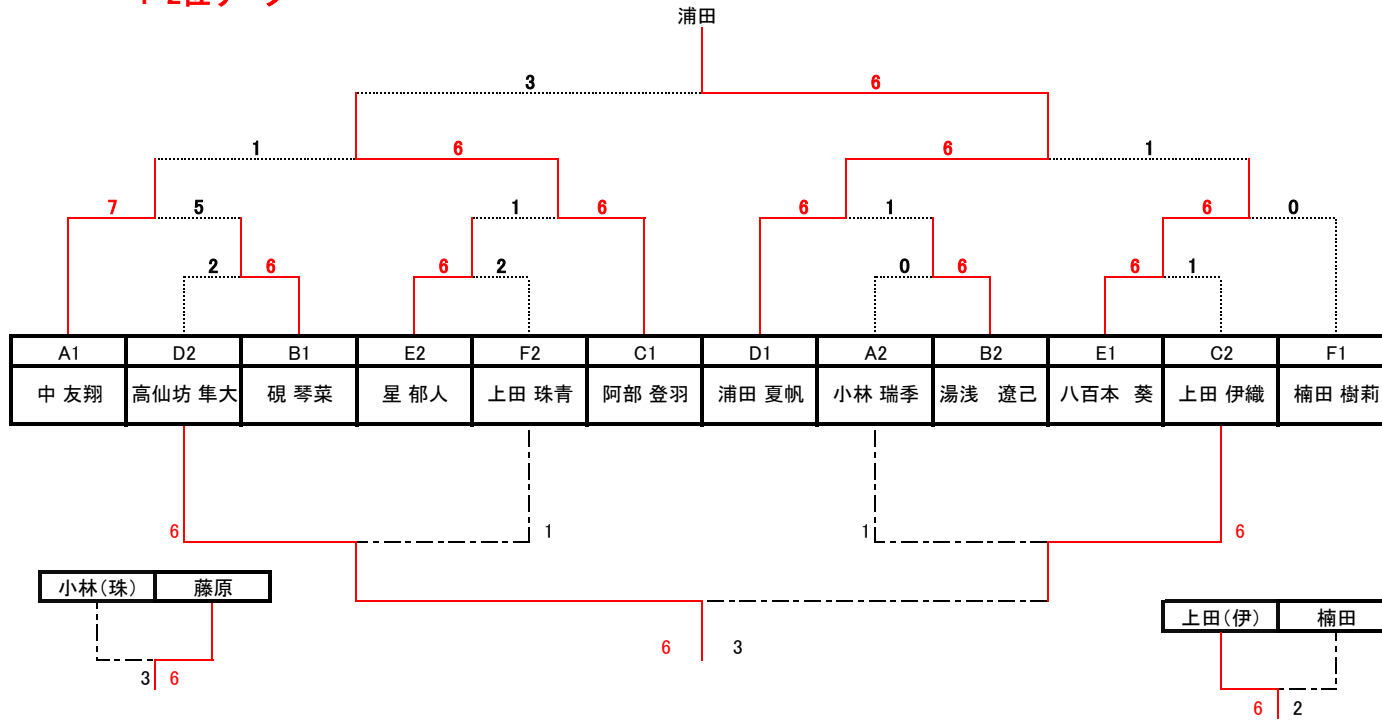 浦田
3 6
1 6 6 1
7 5 1 6 6 1 6 0
2 6 6 2 0 6 6 1
A1 D2 B1 E2 F2 C1 D1 A2 B2 E1 C2 F1
中 友翔 高仙坊 隼大 硯 琴菜 星 郁人 上田 珠青 阿部 登羽 浦田 夏帆 小林 瑞季 湯浅 遼己 八百本 葵 上田 伊織 楠田 樹莉
6 1 1 6
小林(珠) 藤原
上田(伊) 楠田
6 3
3 6
6 2